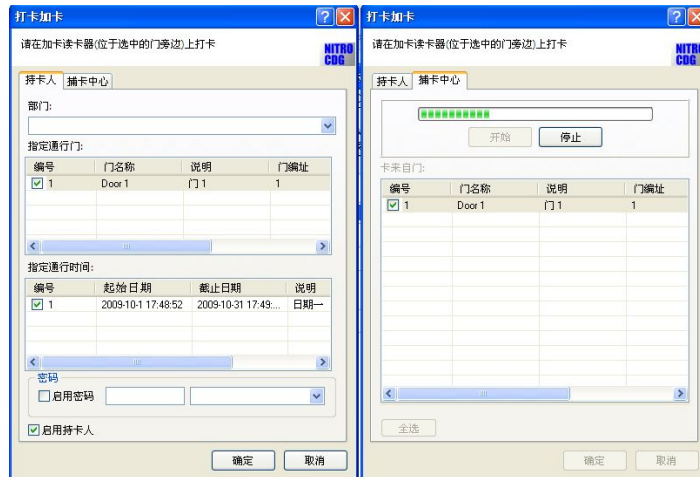 打卡加卡
请在加卡读卡器(位于选中的门旁边)上打卡
NITRO
CDG
持卡人 捕卡中心
部门:
指定通行门:
编号 门名称 说明 门编址
1 Door 1 门 1 1
指定通行时间:
编号 起始日期 截止日期 说明
1 2009-10-1 17:48:52 2009-10-31 17:49:... 日期一
密码
启用密码
启用持卡人
确定 取消
打卡加卡
请在加卡读卡器(位于选中的门旁边)上打卡
NITRO
CDG
持卡人 捕卡中心
开始 停止
卡来自门:
编号 门名称 说明 门编址
1 Door 1 门 1 1
全选
确定 取消